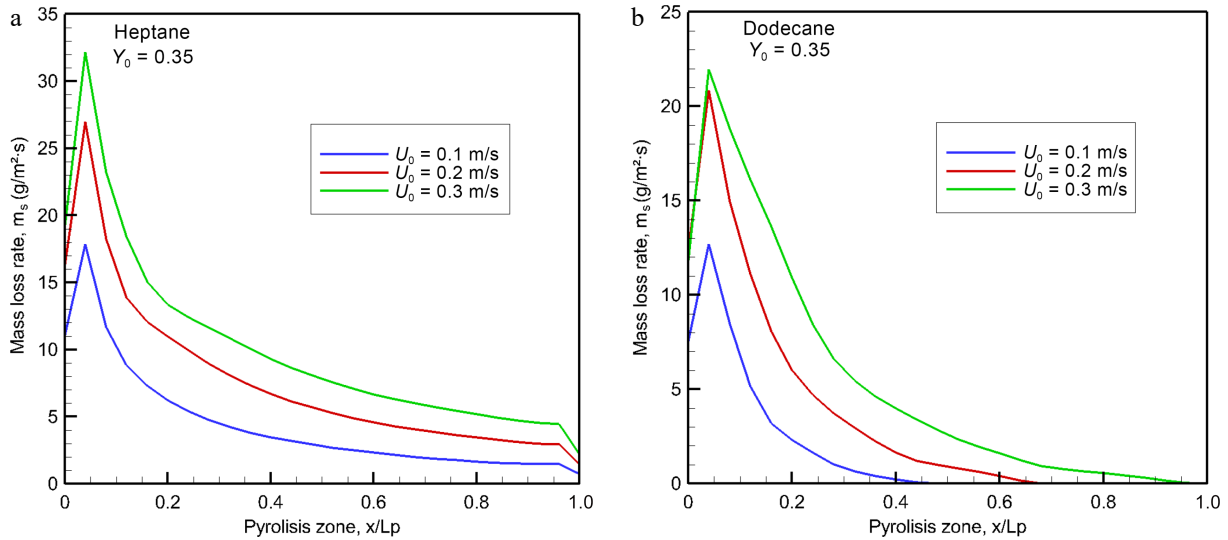 a
Heptane
Y₀ = 0.35
35
30
25
20
15
10
5
0
Mass loss rate, mₛ (g/m²·s)
U₀ = 0.1 m/s
U₀ = 0.2 m/s
U₀ = 0.3 m/s
0
0.2
0.4
0.6
0.8
1.0
Pyrolisis zone, x/Lp
b
Dodecane
Y₀ = 0.35
25
20
15
10
5
0
Mass loss rate, mₛ (g/m²·s)
U₀ = 0.1 m/s
U₀ = 0.2 m/s
U₀ = 0.3 m/s
0
0.2
0.4
0.6
0.8
1.0
Pyrolisis zone, x/Lp